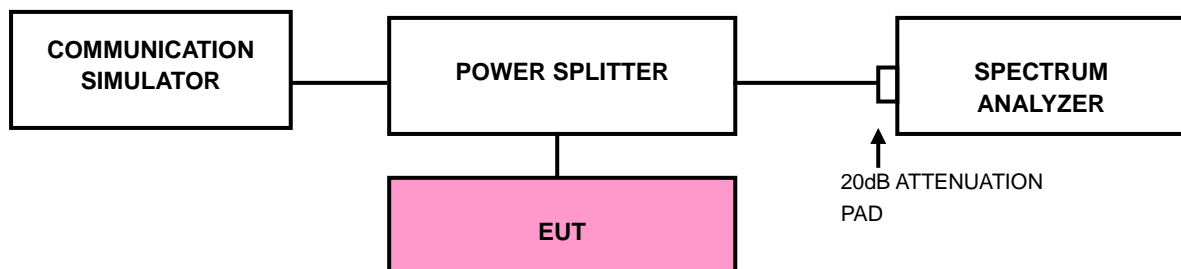 COMMUNICATION
SIMULATOR
POWER SPLITTER
SPECTRUM
ANALYZER
20dB ATTENUATION
PAD
EUT